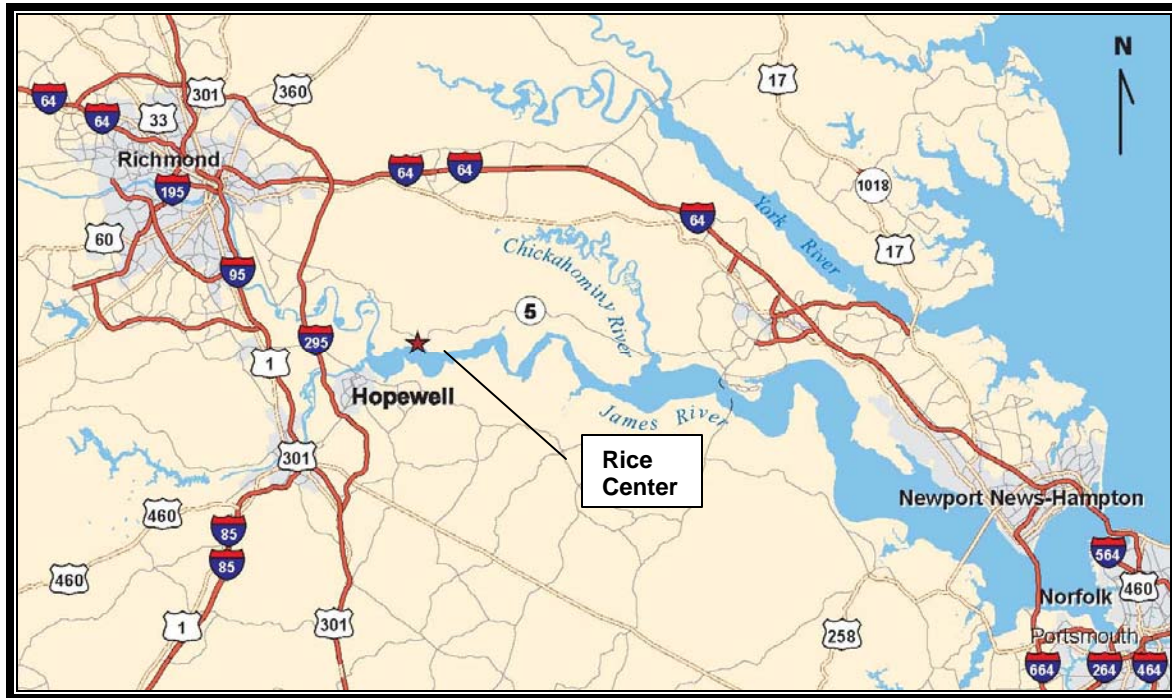 N
64
64
33
301
360
17
Richmond
195
64
64
1018
60
64
17
York River
95
Chickahominy River
5
295
1
Hopewell
James River
Rice
Center
301
460
85
Newport News-Hampton
85
564
460
460
Norfolk
1
301
258
Portsmouth
664
264
464